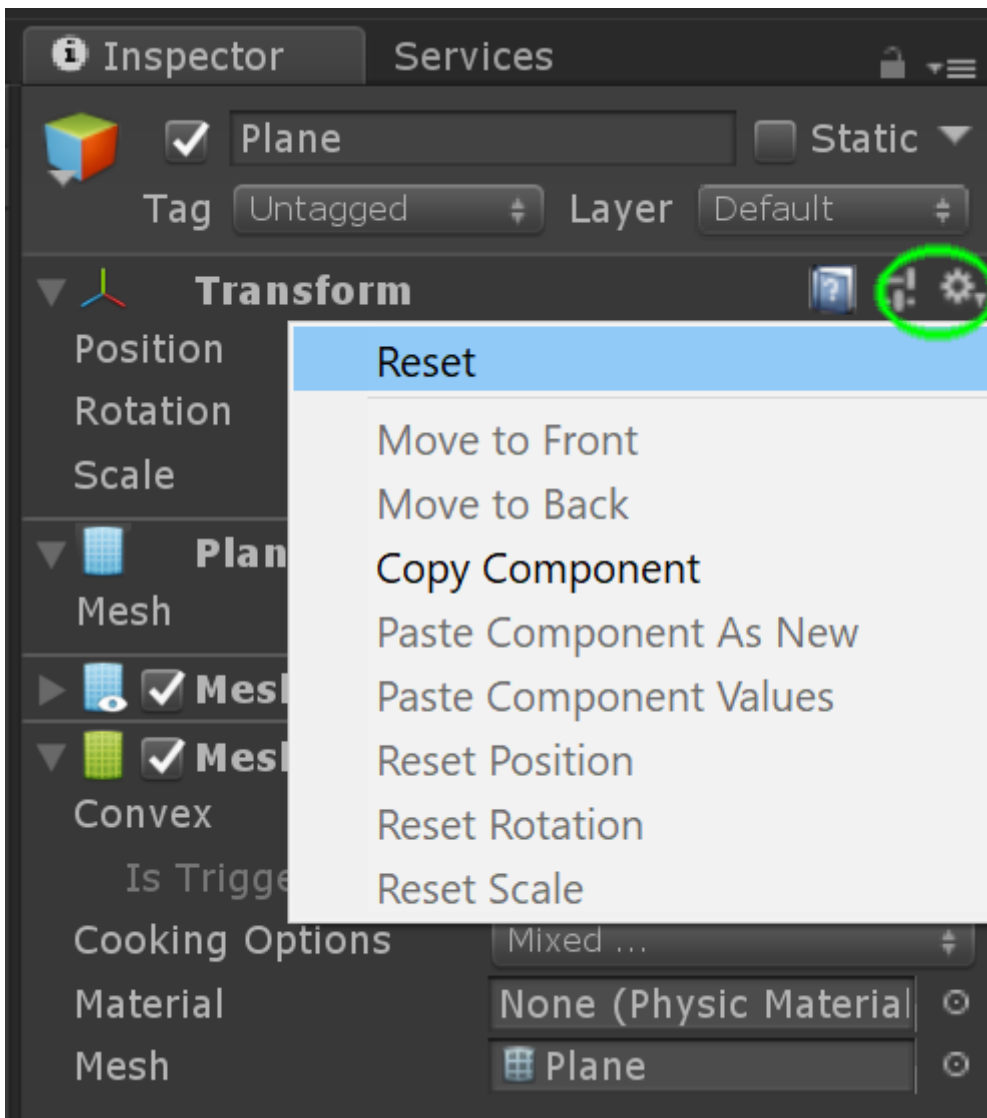 Inspector Services
Plane Static
Tag Untagged Layer Default
Transform
Position
Reset
Rotation
Move to Front
Scale
Move to Back
Plan
Copy Component
Mesh
Paste Component As New
Mesh
Paste Component Values
Mesh
Reset Position
Convex
Reset Rotation
Is Trigge
Reset Scale
Cooking Options Mixed ...
Material None (Physic Material
Mesh Plane